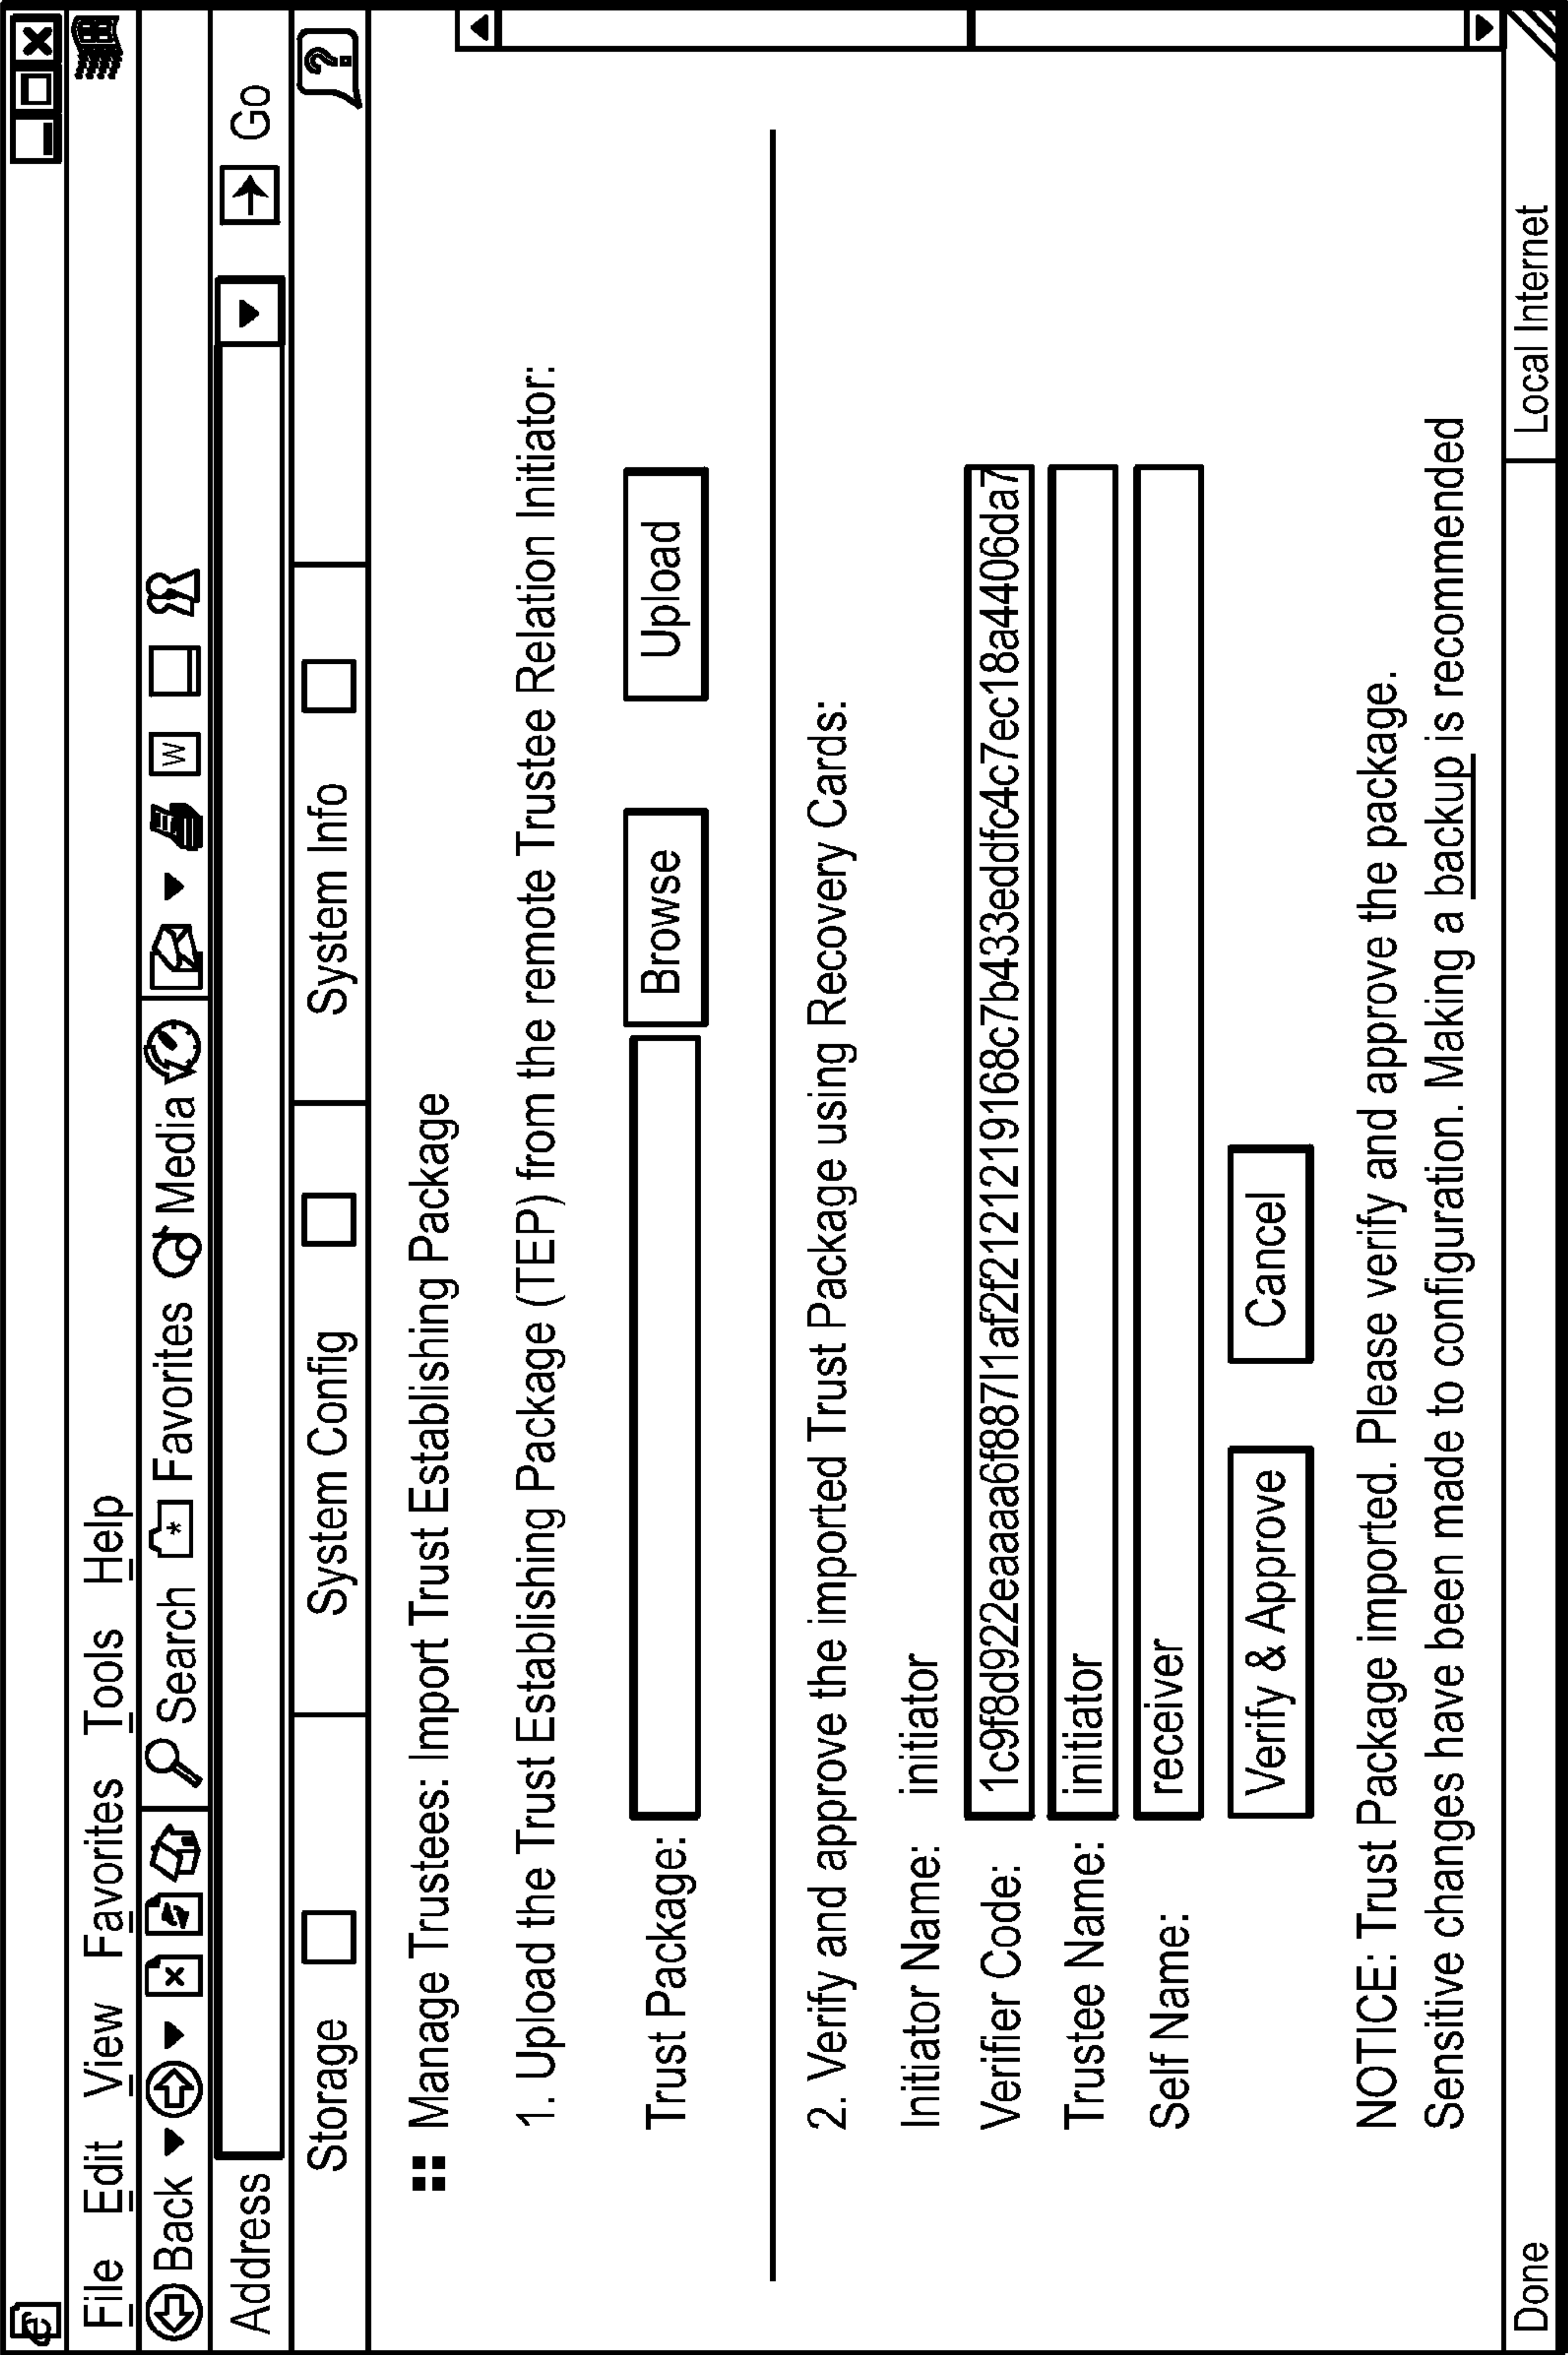 File Edit View Favorites Tools Help
Back Search Favorites Media W
Address Go
Storage System Config System Info ?
Manage Trustees: Import Trust Establishing Package
1. Upload the Trust Establishing Package (TEP) from the remote Trustee Relation Initiator:
Trust Package: Browse Upload
2. Verify and approve the imported Trust Package using Recovery Cards:
Initiator Name: initiator
Verifier Code: 1c9f8d922eaaaa6f887l1af2f21212191 68c7b433eddfc4c7ec18a4406da7
Trustee Name: initiator
Self Name: receiver
Verify & Approve Cancel
NOTICE: Trust Package imported. Please verify and approve the package.
Sensitive changes have been made to configuration. Making a backup is recommended
Done Local Internet